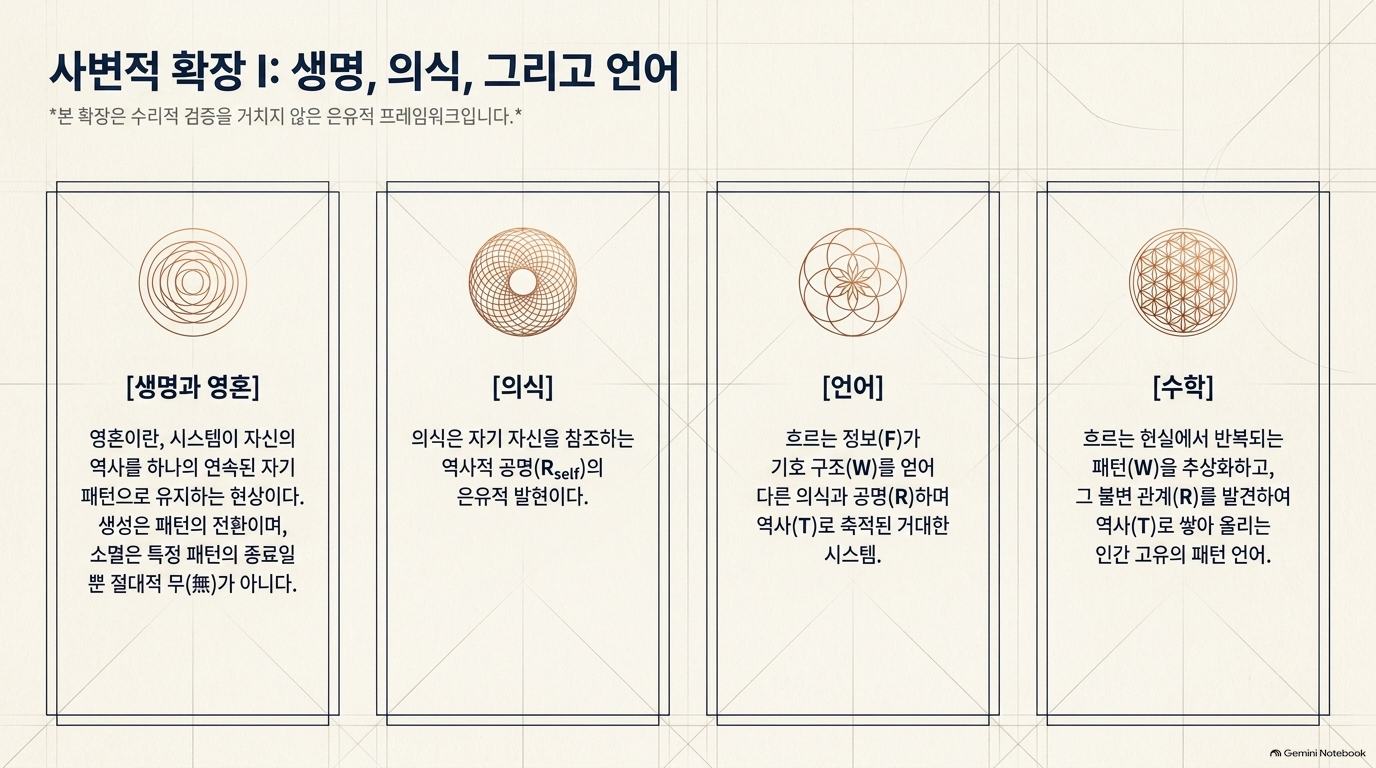 사변적 확장 I: 생명, 의식, 그리고 언어
*본 확장은 수리적 검증을 거치지 않은 은유적 프레임워크입니다.*
[생명과 영혼]
영혼이란, 시스템이 자신의
역사를 하나의 연속된 자기
패턴으로 유지하는 현상이다.
생성은 패턴의 전환이며,
소멸은 특정 패턴의 종료일
뿐 절대적 무(無)가 아니다.
[의식]
의식은 자기 자신을 참조하는
역사적 공명(Rself)의
은유적 발현이다.
[언어]
흐르는 정보(F)가
기호 구조(W)를 얻어
다른 의식과 공명(R)하며
역사(T)로 축적된 거대한
시스템.
[수학]
흐르는 현실에서 반복되는
패턴(W)을 추상화하고,
그 불변 관계(R)를 발견하여
역사(T)로 쌓아 올리는
인간 고유의 패턴 언어.
Gemini Notebook